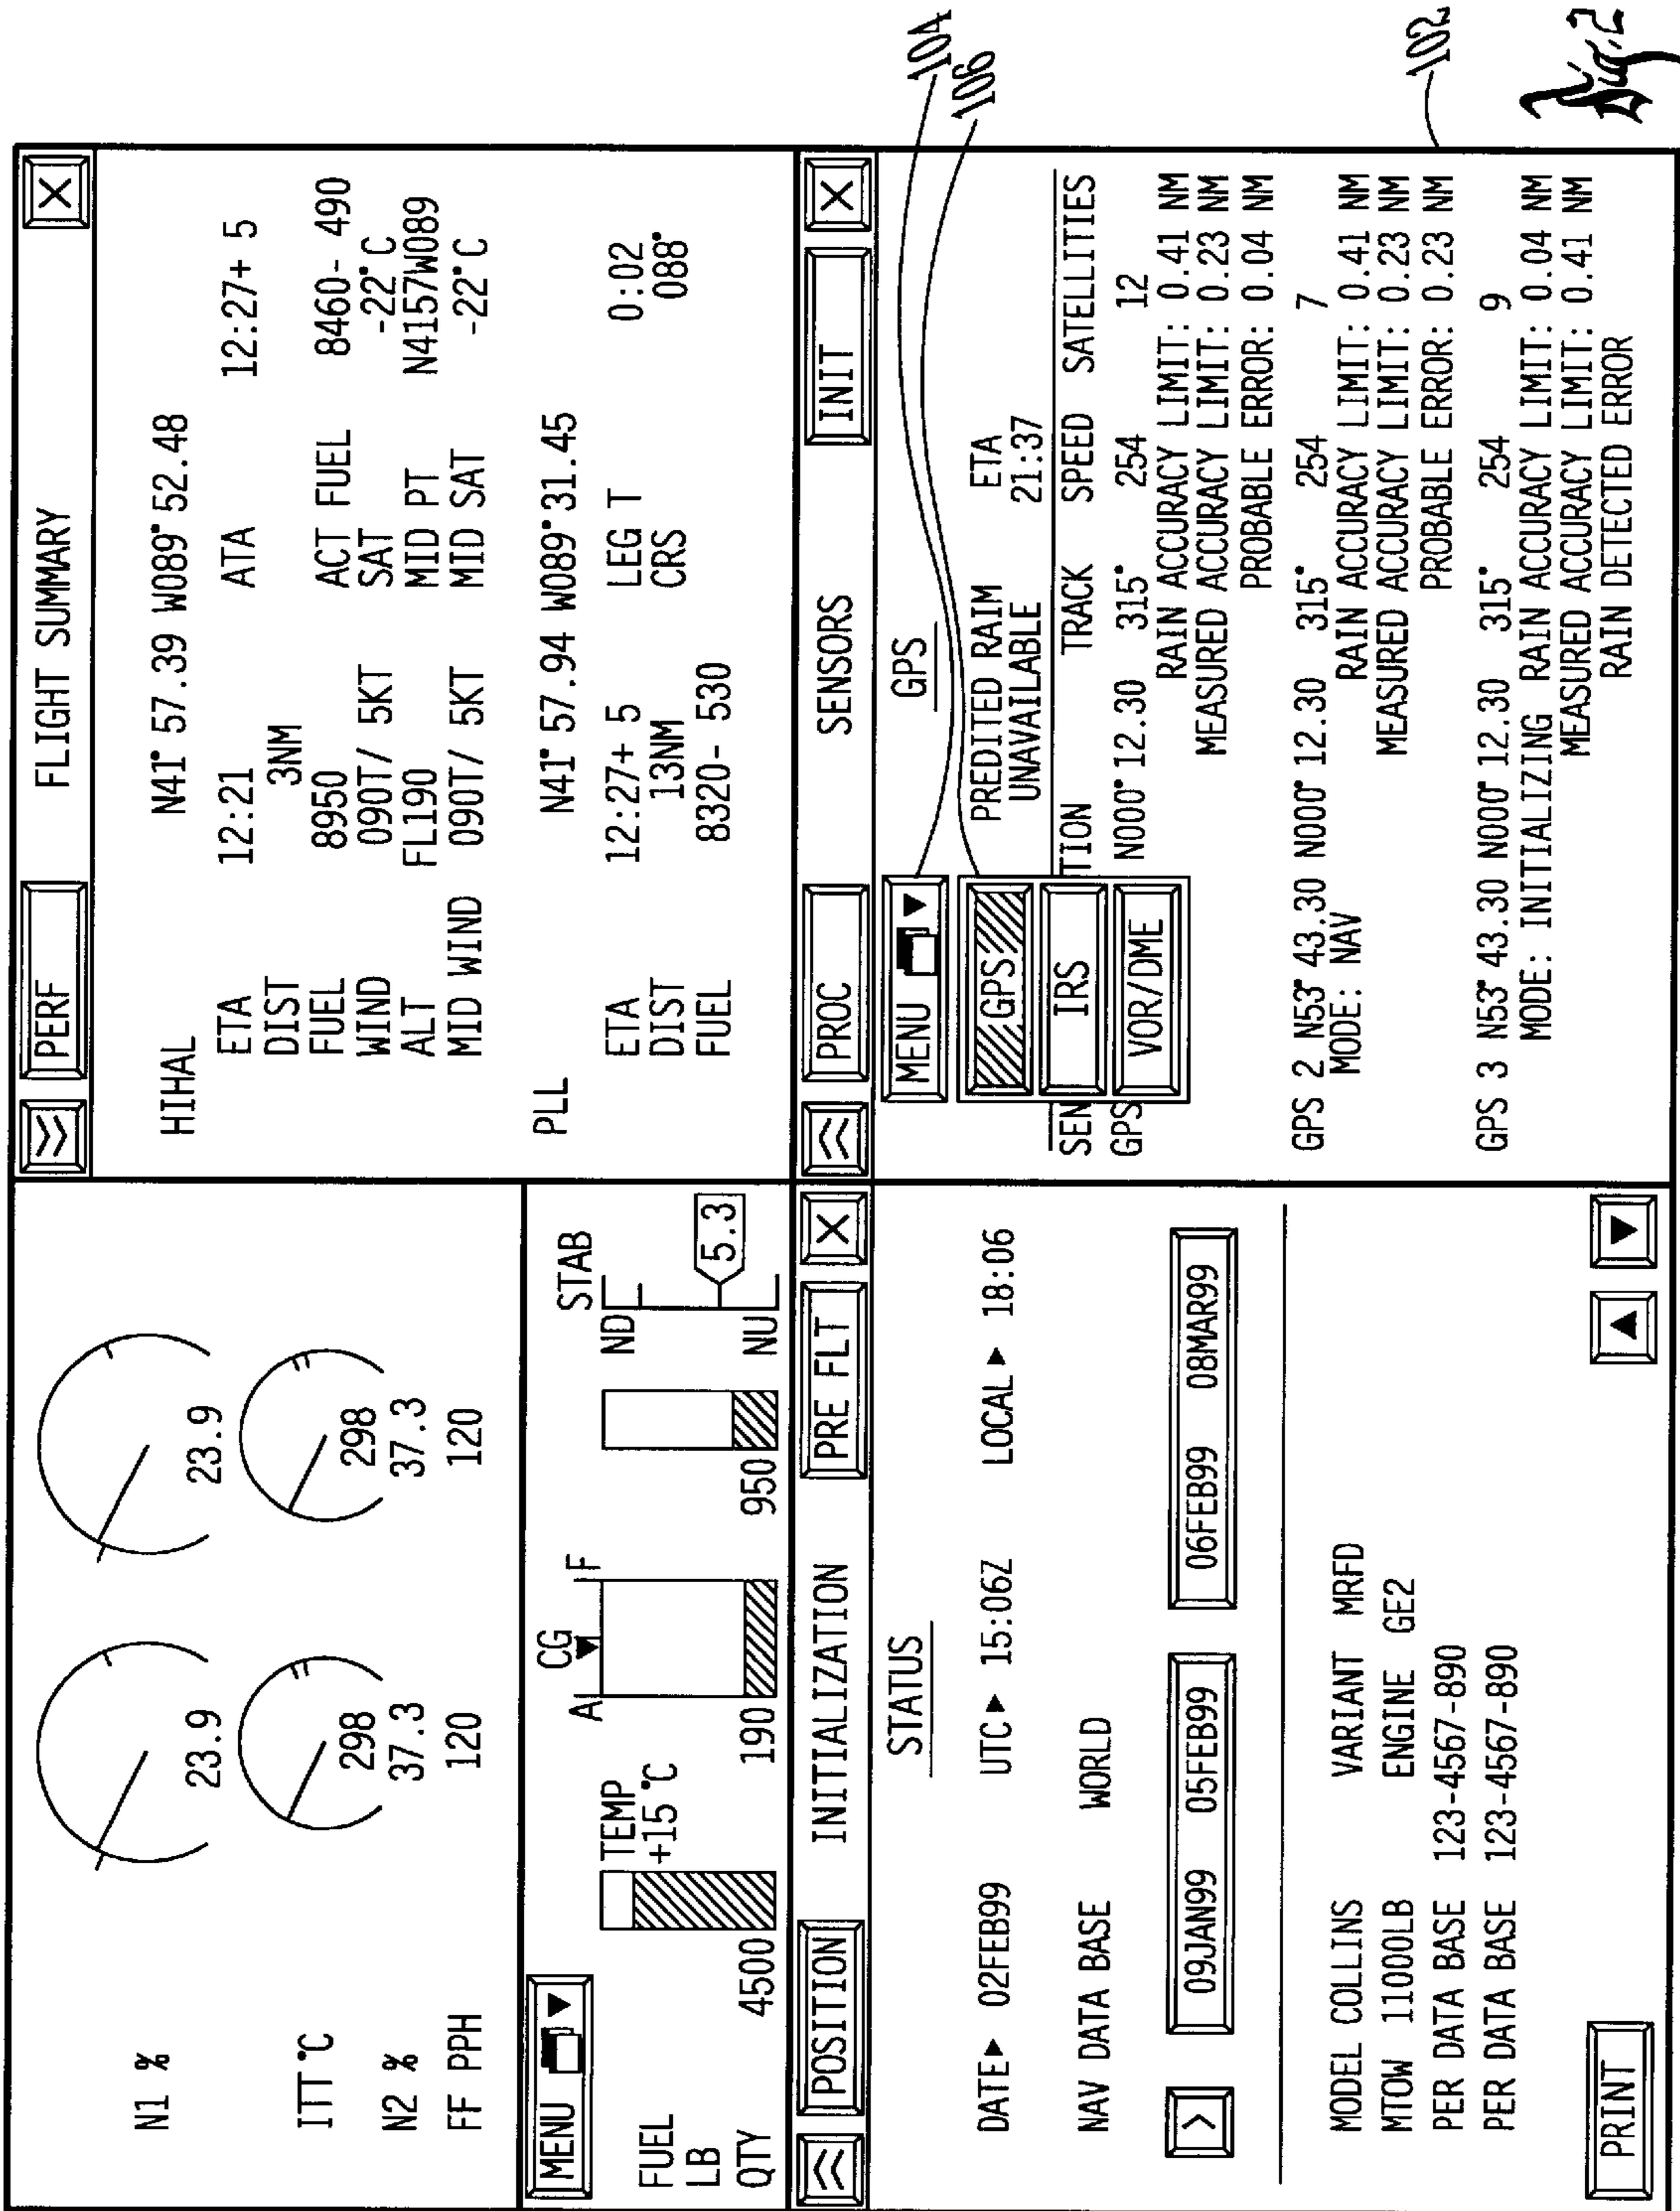 N1 %
23.9 23.9
ITT°C 298 298
N2 % 37.3 37.3
FF PPH 120 120
MENU
FUEL
LB
QTY
4500
TEMP
+15°C
190
A CG F
950
STAB
ND
NU
5.3
PERF FLIGHT SUMMARY X
HIHAL N41° 57.39 W089° 52.48
ETA 12:21 ATA 12:27+ 5
DIST 3NM
FUEL 8950 ACT FUEL 8460- 490
WIND 090T/ 5KT SAT -22°C
ALT FL190 MID PT N4157W089
MID WIND 090T/ 5KT MID SAT -22°C
PLL N41° 57.94 W089° 31.45
ETA 12:27+ 5 LEG T 0:02
DIST 13NM CRS 088°
FUEL 8320- 530
POSITION INITIALIZATION PRE FLT X
STATUS
DATE▶ 02FEB99 UTC▶ 15:06Z LOCAL▶ 18:06
NAV DATA BASE WORLD
> 09JAN99 05FEB99 06FEB99 08MAR99
MODEL COLLINS VARIANT MRFD
MTOW 11000LB ENGINE GE2
PER DATA BASE 123-4567-890
PER DATA BASE 123-4567-890
PRINT
PROC SENSORS INIT X
MENU
GPS
GPS
IRS
VOR/DME
PREDITTED RAIM ETA
UNAVAILABLE 21:37
SEN TION TRACK SPEED SATELLITIES
GPS N000° 12.30 315° 254 12
RAIN ACCURACY LIMIT: 0.41 NM
MEASURED ACCURACY LIMIT: 0.23 NM
PROBABLE ERROR: 0.04 NM
GPS 2 N53° 43.30 N000° 12.30 315° 254 7
MODE: NAV RAIN ACCURACY LIMIT: 0.41 NM
MEASURED ACCURACY LIMIT: 0.23 NM
PROBABLE ERROR: 0.23 NM
GPS 3 N53° 43.30 N000° 12.30 315° 254 9
MODE: INITIALIZING RAIN ACCURACY LIMIT: 0.04 NM
MEASURED ACCURACY LIMIT: 0.41 NM
RAIN DETECTED ERROR
104
106
102
Fig. 2